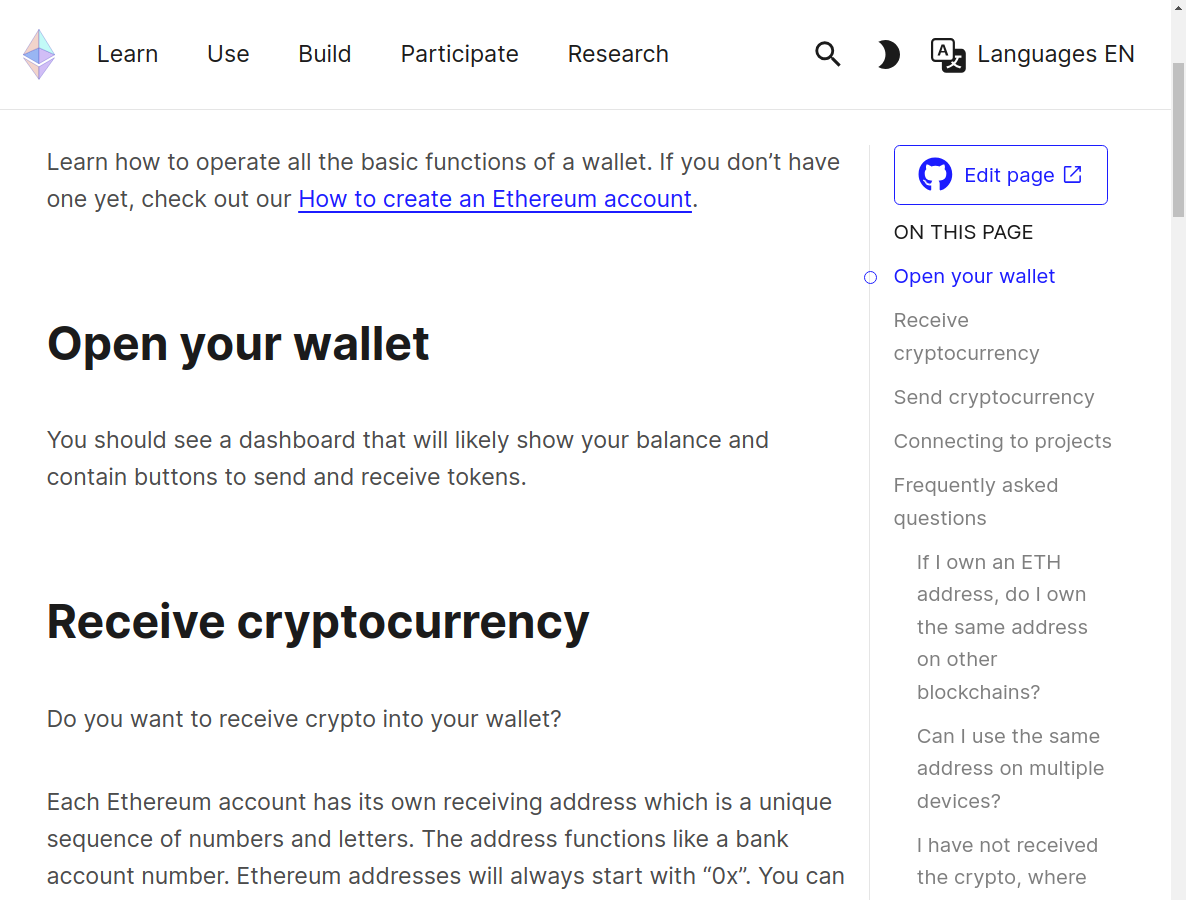 Learn Use Build Participate Research Languages EN
Learn how to operate all the basic functions of a wallet. If you don’t have
one yet, check out our How to create an Ethereum account.
Open your wallet
You should see a dashboard that will likely show your balance and
contain buttons to send and receive tokens.
Receive cryptocurrency
Do you want to receive crypto into your wallet?
Each Ethereum account has its own receiving address which is a unique
sequence of numbers and letters. The address functions like a bank
account number. Ethereum addresses will always start with “0x”. You can
Edit page
ON THIS PAGE
Open your wallet
Receive
cryptocurrency
Send cryptocurrency
Connecting to projects
Frequently asked
questions
If I own an ETH
address, do I own
the same address
on other
blockchains?
Can I use the same
address on multiple
devices?
I have not received
the crypto, where